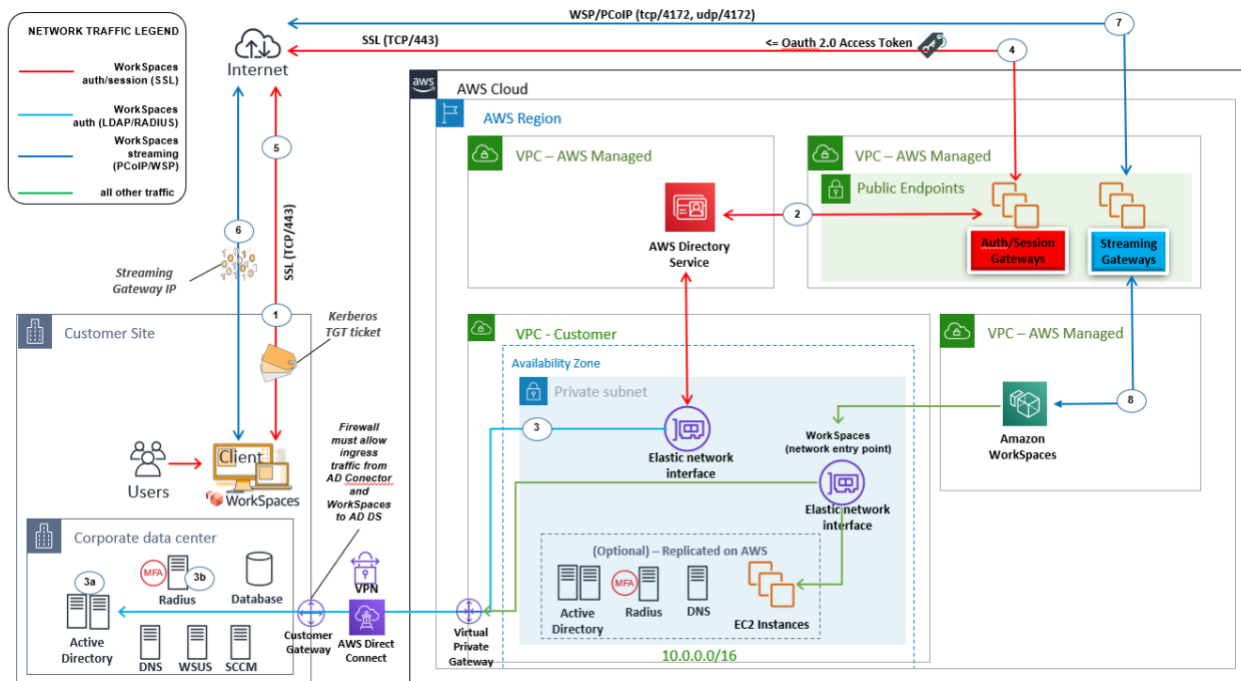 WSP/PCoIP (tcp/4172, udp/4172)
7
NETWORK TRAFFIC LEGEND
WorkSpaces
auth/session (SSL)
WorkSpaces
auth (LDAP/RADIUS)
WorkSpaces
streaming
(PCoIP/WSP)
all other traffic
Internet
SSL (TCP/443)
<= Oauth 2.0 Access Token
4
5
6
SSL (TCP/443)
Streaming
Gateway IP
1
Kerberos
TGT ticket
aws
AWS Cloud
AWS Region
VPC – AWS Managed
AWS Directory
Service
2
VPC – AWS Managed
Public Endpoints
Auth/Session
Gateways
Streaming
Gateways
Customer Site
Users
Client
WorkSpaces
Firewall
must allow
ingress
traffic from
AD Conector
and
WorkSpaces
to AD DS
Corporate data center
3a
MFA
3b
Radius
Database
Active
Directory
DNS
WSUS
SCCM
Customer
Gateway
VPN
AWS Direct
Connect
Virtual
Private
Gateway
VPC - Customer
Availability Zone
Private subnet
3
Elastic network
interface
WorkSpaces
(network entry point)
Elastic network
interface
(Optional) – Replicated on AWS
Active
Directory
MFA
Radius
DNS
EC2 Instances
10.0.0.0/16
VPC – AWS Managed
8
Amazon
WorkSpaces